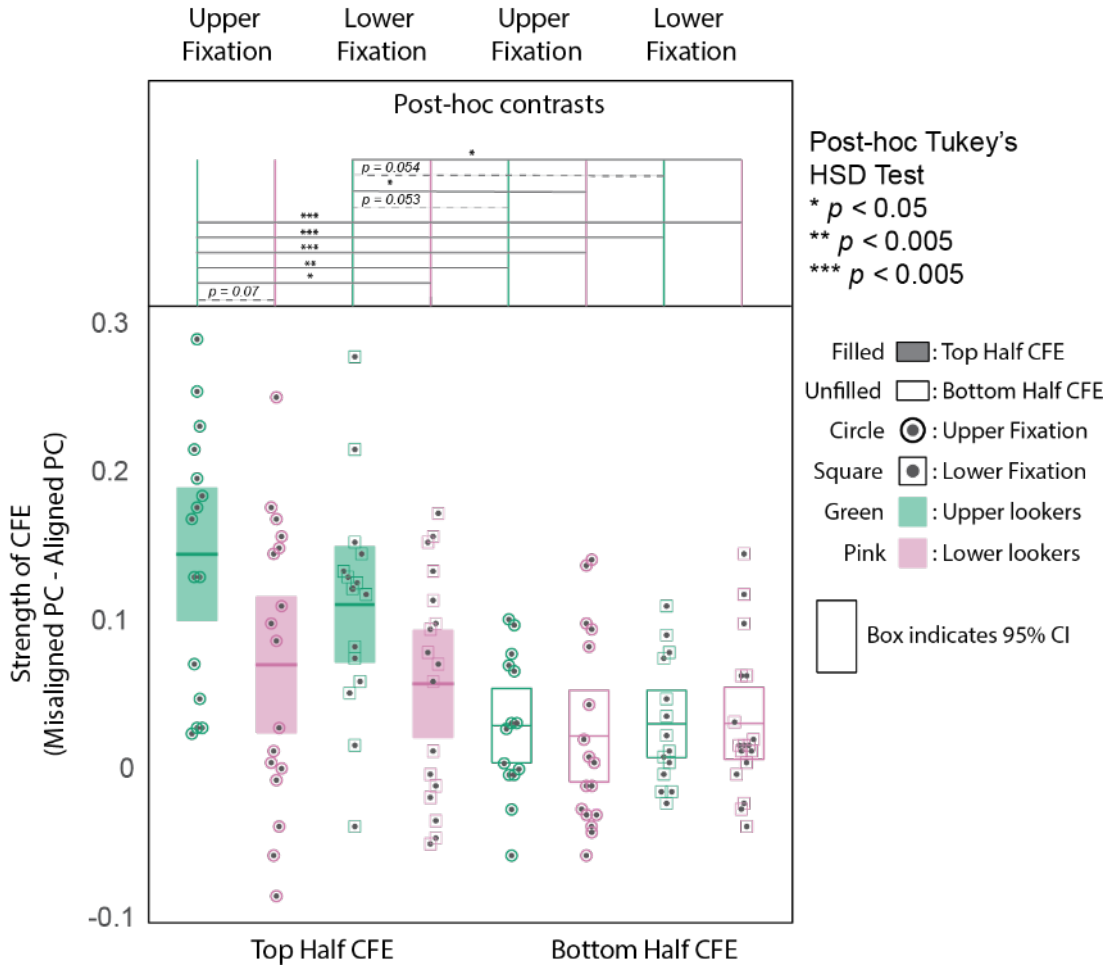 Upper Fixation
Lower Fixation
Upper Fixation
Lower Fixation
Post-hoc contrasts
*
p = 0.054
*
p = 0.053
***
***
***
**
*
p = 0.07
Post-hoc Tukey's
HSD Test
* p < 0.05
** p < 0.005
*** p < 0.005
0.3
0.2
0.1
0
-0.1
Strength of CFE
(Misaligned PC - Aligned PC)
Filled : Top Half CFE
Unfilled : Bottom Half CFE
Circle : Upper Fixation
Square : Lower Fixation
Green : Upper lookers
Pink : Lower lookers
Box indicates 95% CI
Top Half CFE
Bottom Half CFE